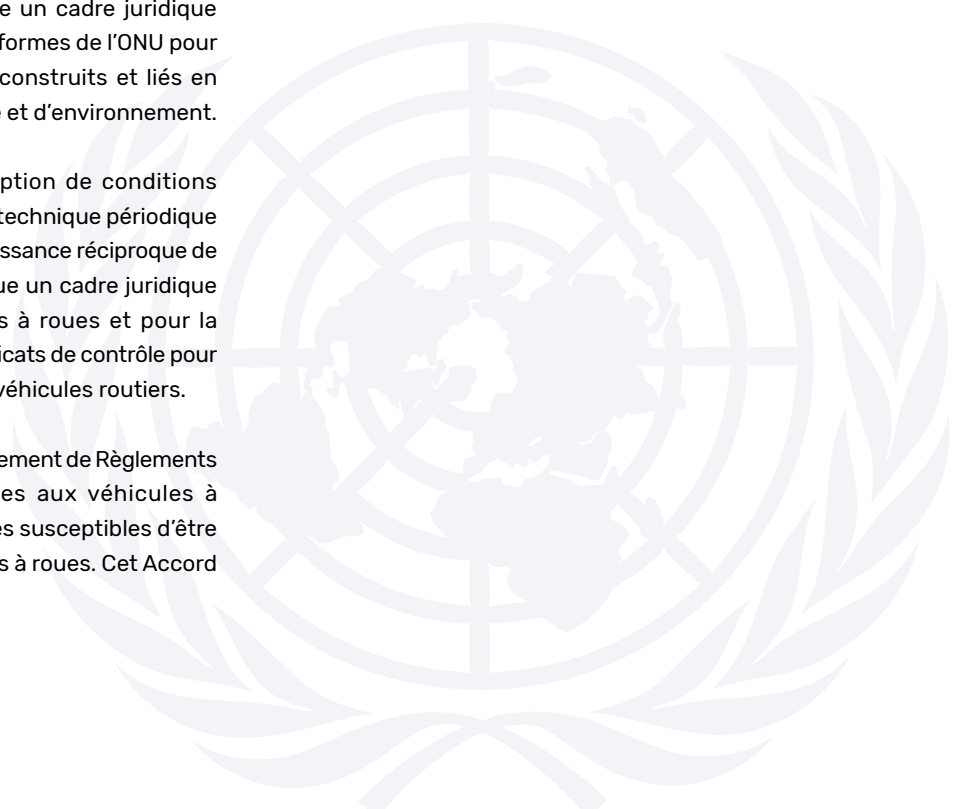 un cadre juridique
formes de l'ONU pour
construits et liés en
et d'environnement.
ption de conditions
technique périodique
ssance réciproque de
ue un cadre juridique
s à roues et pour la
icats de contrôle pour
véhicules routiers.
ement de Règlements
es aux véhicules à
es susceptibles d'être
s à roues. Cet Accord